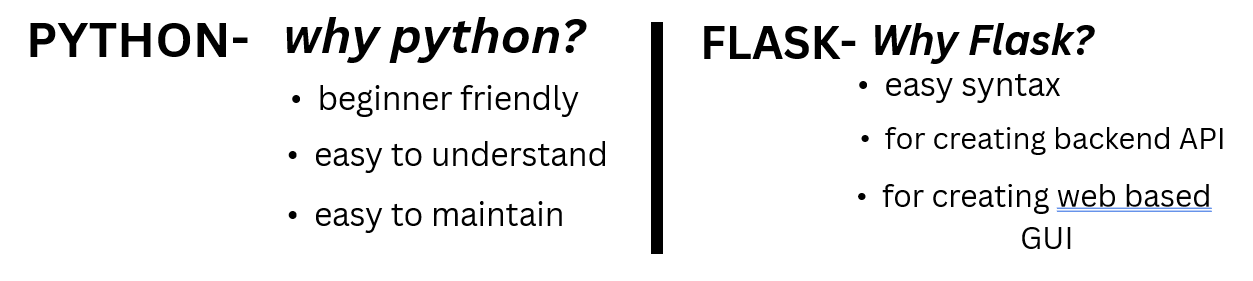 PYTHON- why python?
• beginner friendly
• easy to understand
• easy to maintain
FLASK- Why Flask?
• easy syntax
• for creating backend API
• for creating web based
GUI